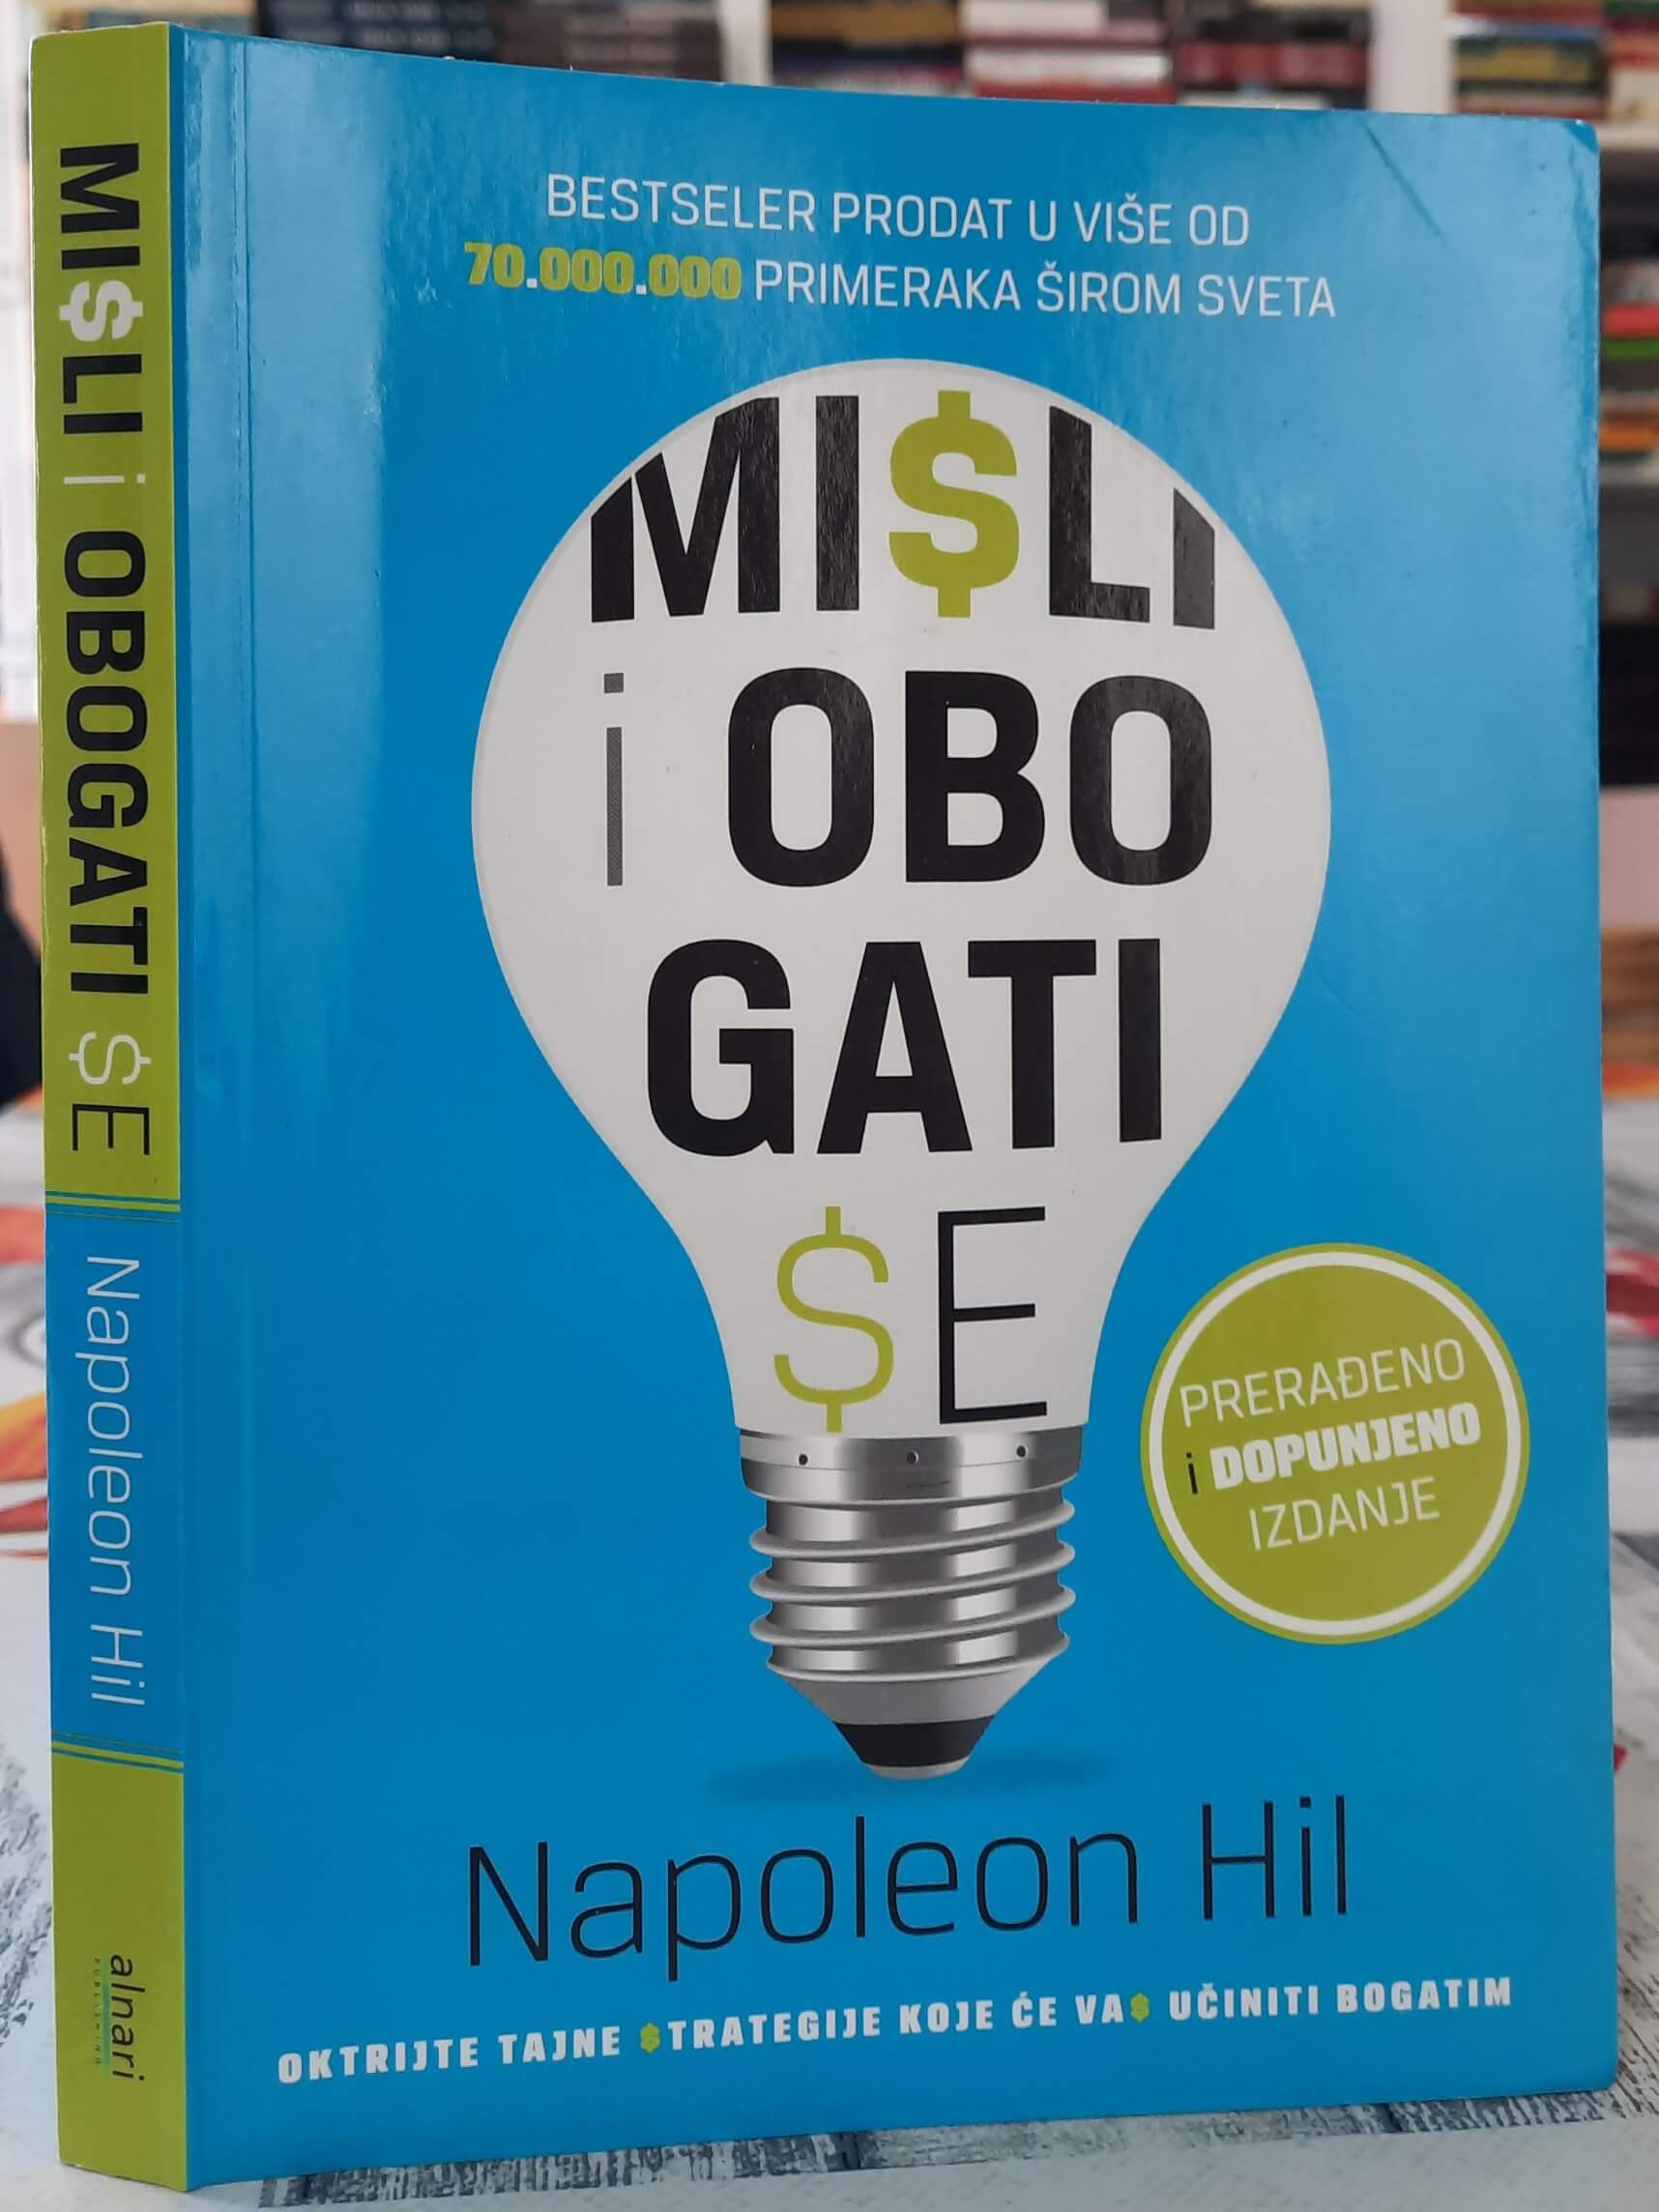 MI$LI i OBOGATI $E
Napoleon Hil
alnari
PUBLISHING
BESTSELER PRODAT U VIŠE OD
70.000.000 PRIMERAKA ŠIROM SVETA
MI$LI
i OBO
GATI
$E
PRERAĐENO
i DOPUNJENO
IZDANJE
Napoleon Hil
OKTRIJTE TAJNE $TRATEGIJE KOJE ĆE VA$ UČINITI BOGATIM